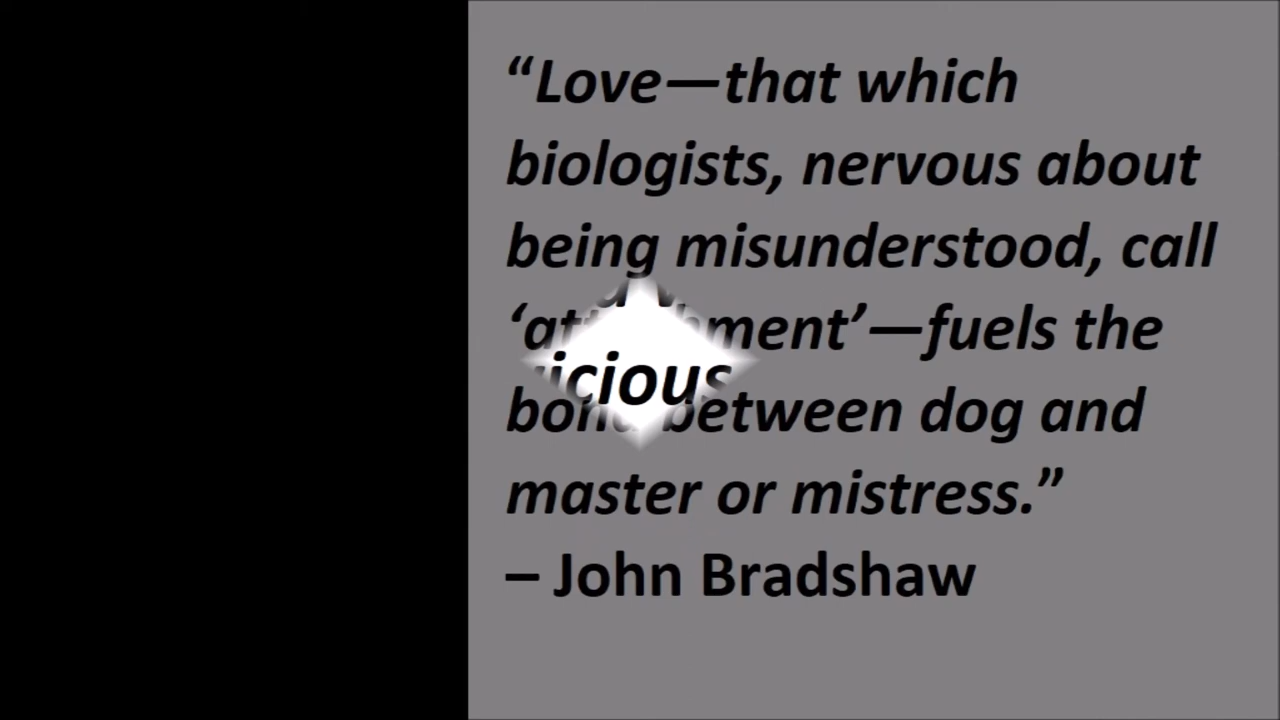 “Love—that which
biologists, nervous about
being misunderstood, call
‘attachment’—fuels the
bond between dog and
master or mistress.”
– John Bradshaw